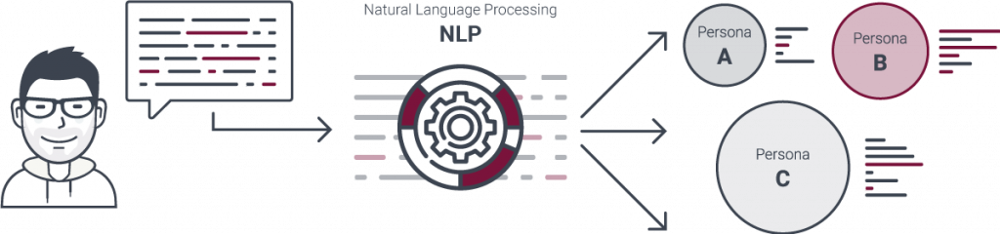 Natural Language Processing
NLP
Persona
A
Persona
B
Persona
C